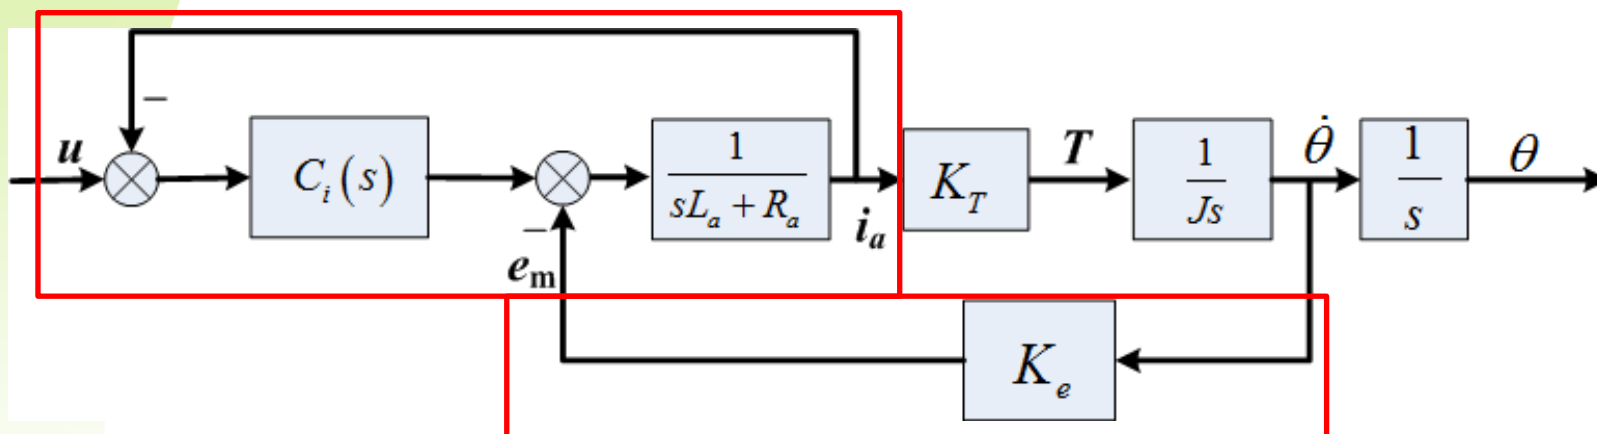 −
u
C_i(s)
1
sL_a + R_a
i_a
K_T
T
1
Js
θ̇
1
s
θ
−
e_m
K_e